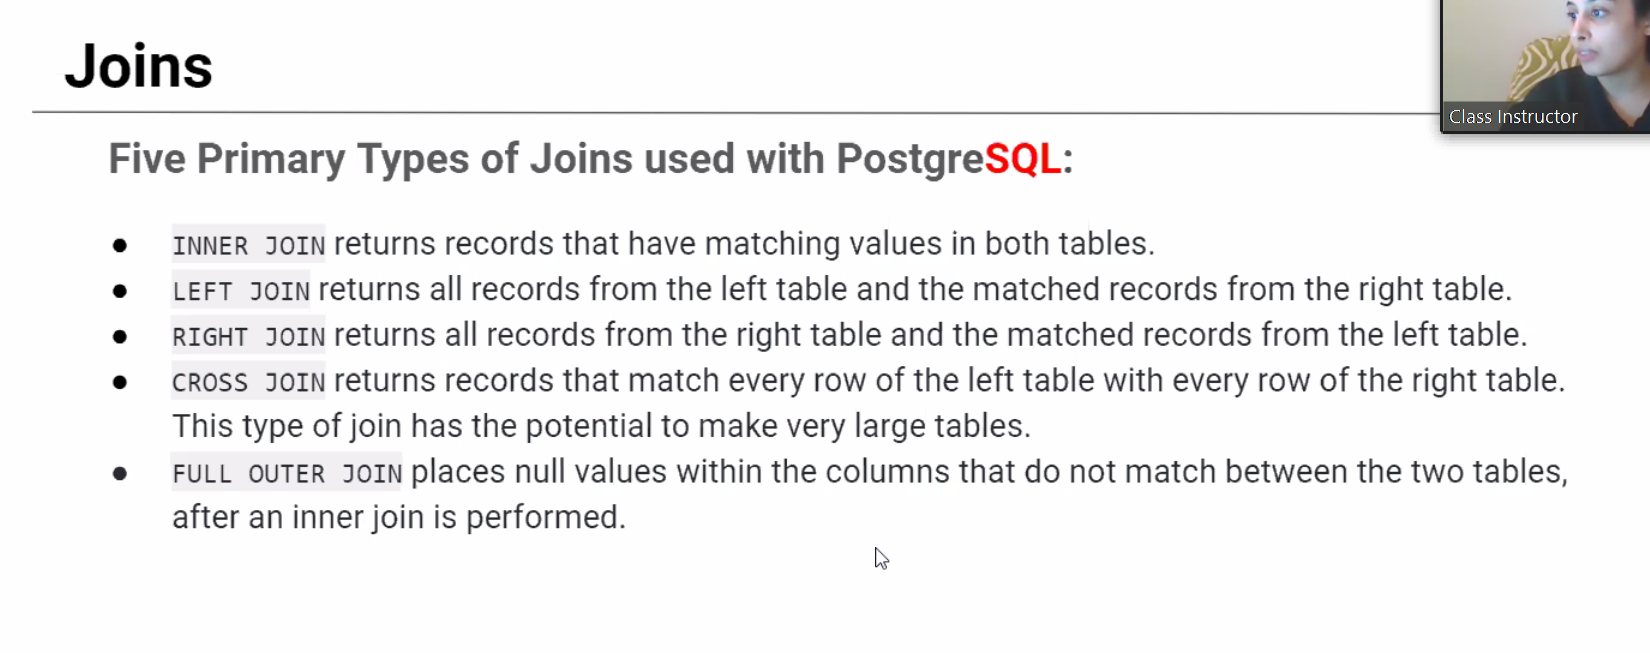 Joins
Class Instructor
Five Primary Types of Joins used with PostgreSQL:
● INNER JOIN returns records that have matching values in both tables.
● LEFT JOIN returns all records from the left table and the matched records from the right table.
● RIGHT JOIN returns all records from the right table and the matched records from the left table.
● CROSS JOIN returns records that match every row of the left table with every row of the right table.
This type of join has the potential to make very large tables.
● FULL OUTER JOIN places null values within the columns that do not match between the two tables,
after an inner join is performed.